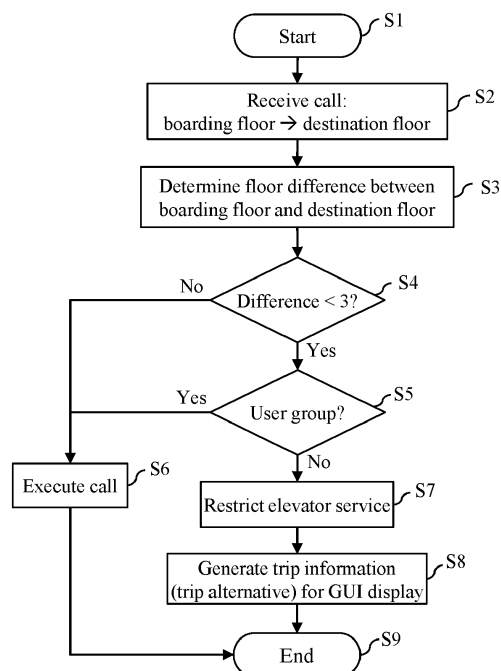 Start
S1
Receive call:
boarding floor → destination floor
S2
Determine floor difference between
boarding floor and destination floor
S3
Difference < 3?
S4
No
Yes
User group?
S5
Yes
No
Execute call
S6
Restrict elevator service
S7
Generate trip information
(trip alternative) for GUI display
S8
End
S9